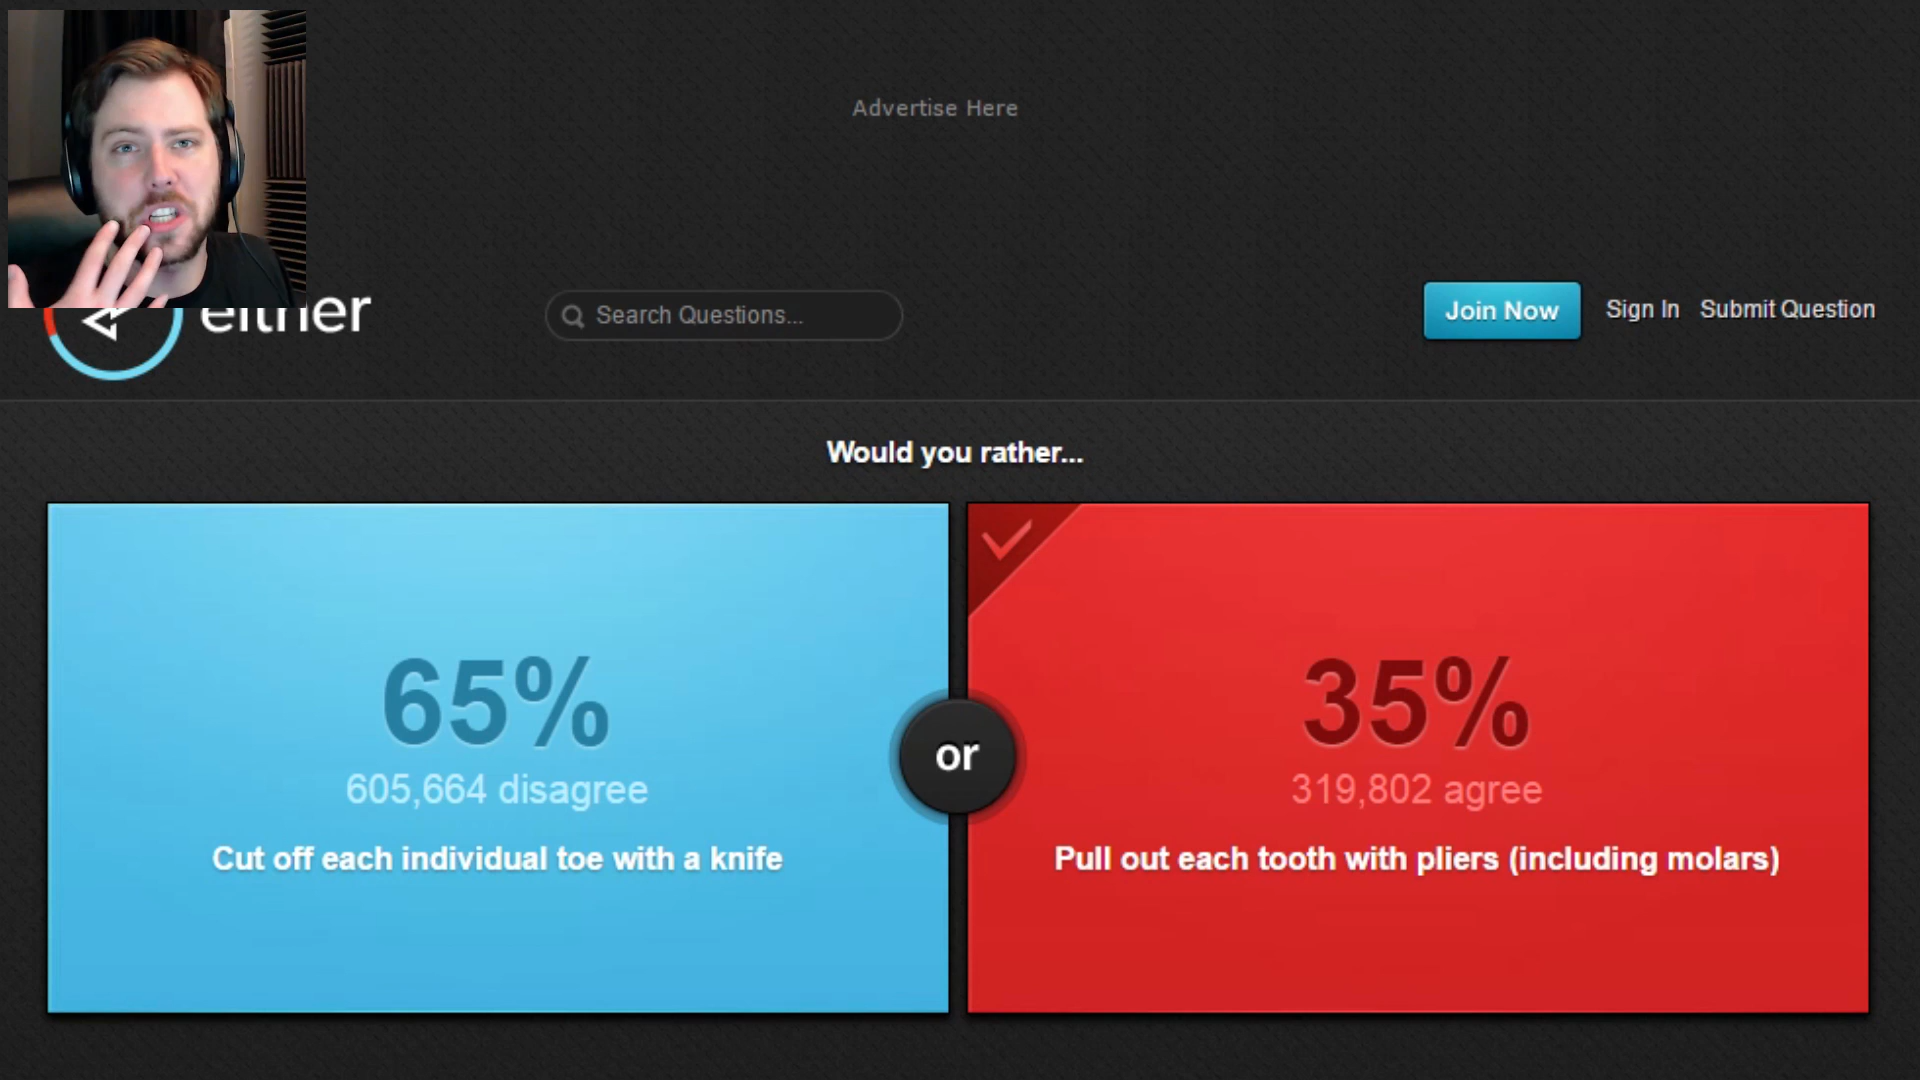 Advertise Here
either
Search Questions...
Join Now
Sign In
Submit Question
Would you rather...
65%
605,664 disagree
Cut off each individual toe with a knife
or
35%
319,802 agree
Pull out each tooth with pliers (including molars)